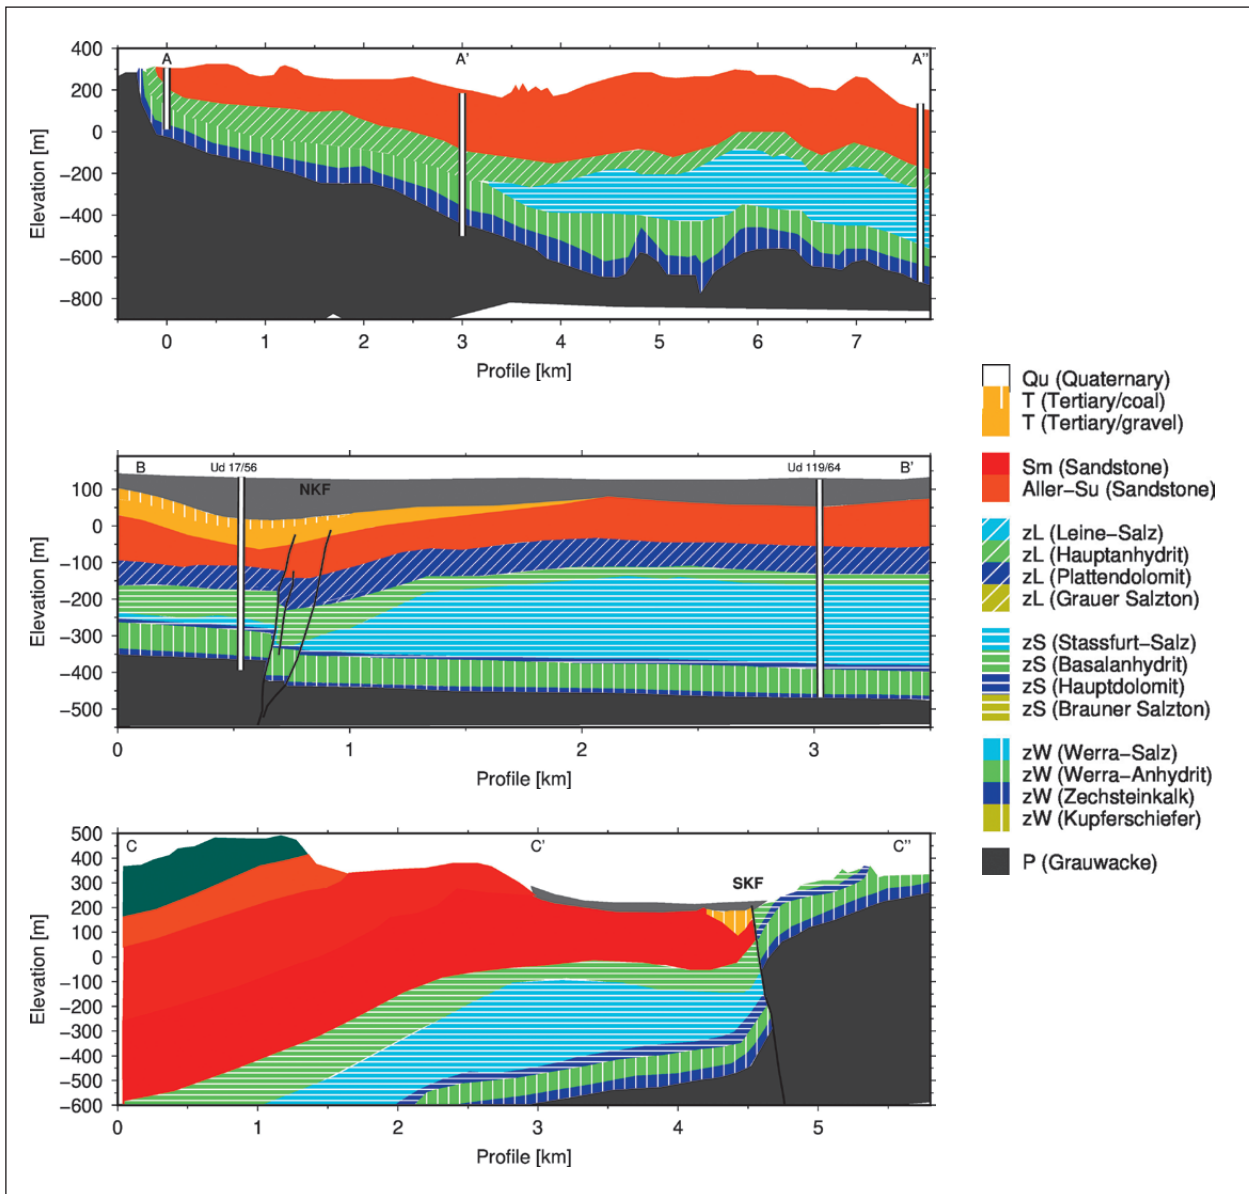 A A' A''
400
200
0
−200
−400
−600
−800
Elevation [m]
0 1 2 3 4 5 6 7
Profile [km]
B Ud 17/56 NKF Ud 119/64 B'
100
0
−100
−200
−300
−400
−500
Elevation [m]
0 1 2 3
Profile [km]
C C' SKF C''
500
400
300
200
100
0
−100
−200
−300
−400
−500
−600
Elevation [m]
0 1 2 3 4 5
Profile [km]
Qu (Quaternary)
T (Tertiary/coal)
T (Tertiary/gravel)
Sm (Sandstone)
Aller−Su (Sandstone)
zL (Leine−Salz)
zL (Hauptanhydrit)
zL (Plattendolomit)
zL (Grauer Salzton)
zS (Stassfurt−Salz)
zS (Basalanhydrit)
zS (Hauptdolomit)
zS (Brauner Salzton)
zW (Werra−Salz)
zW (Werra−Anhydrit)
zW (Zechsteinkalk)
zW (Kupferschiefer)
P (Grauwacke)